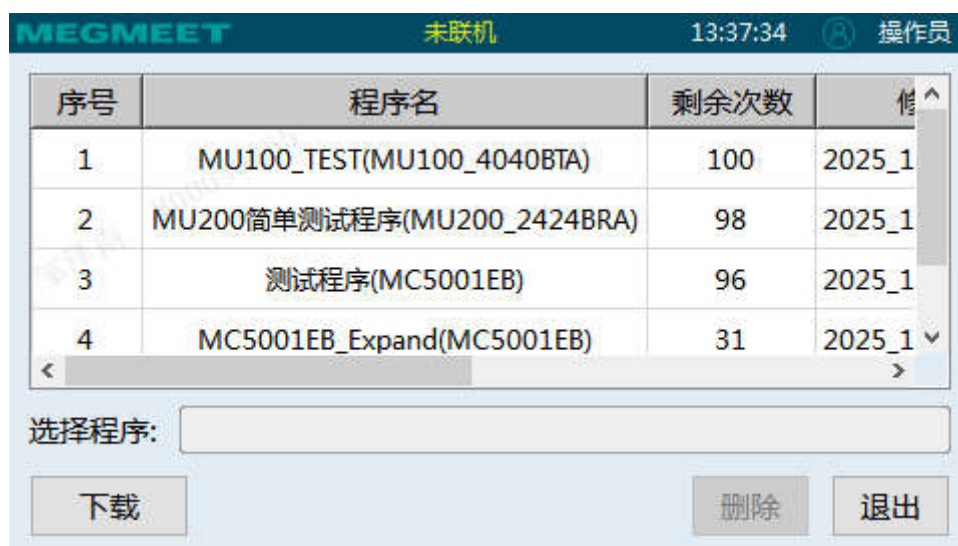 MEGMEET 未联机 13:37:34 操作员
序号 程序名 剩余次数
1 MU100_TEST(MU100_4040BTA) 100 2025_1
2 MU200简单测试程序(MU200_2424BRA) 98 2025_1
3 测试程序(MC5001EB) 96 2025_1
4 MC5001EB_Expand(MC5001EB) 31 2025_1
选择程序:
下载 删除 退出